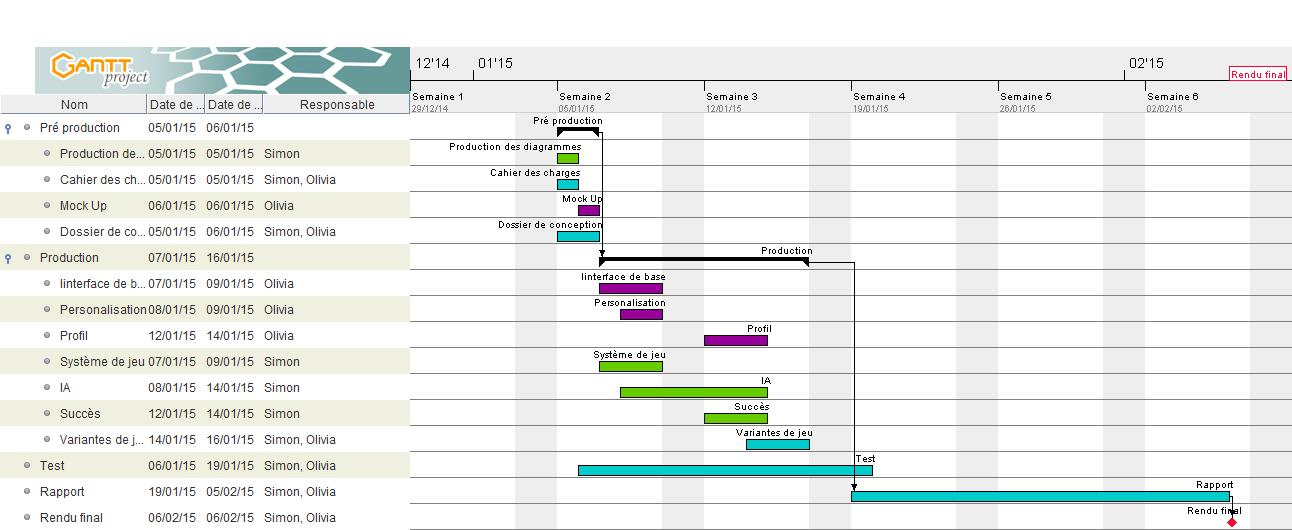 GANTT project
12'14 01'15 02'15
Rendu final
Nom Date de ... Date de ... Responsable
Semaine 1 Semaine 2 Semaine 3 Semaine 4 Semaine 5 Semaine 6
29/12/14 05/01/15 12/01/15 19/01/15 26/01/15 02/02/15
Pré production 05/01/15 06/01/15 Pré production
Production de... 05/01/15 05/01/15 Simon Production des diagrammes
Cahier des ch... 05/01/15 05/01/15 Simon, Olivia Cahier des charges
Mock Up 06/01/15 06/01/15 Olivia Mock Up
Dossier de co... 05/01/15 06/01/15 Simon, Olivia Dossier de conception
Production 07/01/15 16/01/15 Production
Iinterface de b... 07/01/15 09/01/15 Olivia Iinterface de base
Personalisation 08/01/15 09/01/15 Olivia Personalisation
Profil 12/01/15 14/01/15 Olivia Profil
Système de jeu 07/01/15 09/01/15 Simon Système de jeu
IA 08/01/15 14/01/15 Simon IA
Succès 12/01/15 14/01/15 Simon Succès
Variantes de j... 14/01/15 16/01/15 Simon, Olivia Variantes de jeu
Test 06/01/15 19/01/15 Simon, Olivia Test
Rapport 19/01/15 05/02/15 Simon, Olivia Rapport
Rendu final 06/02/15 06/02/15 Simon, Olivia Rendu final